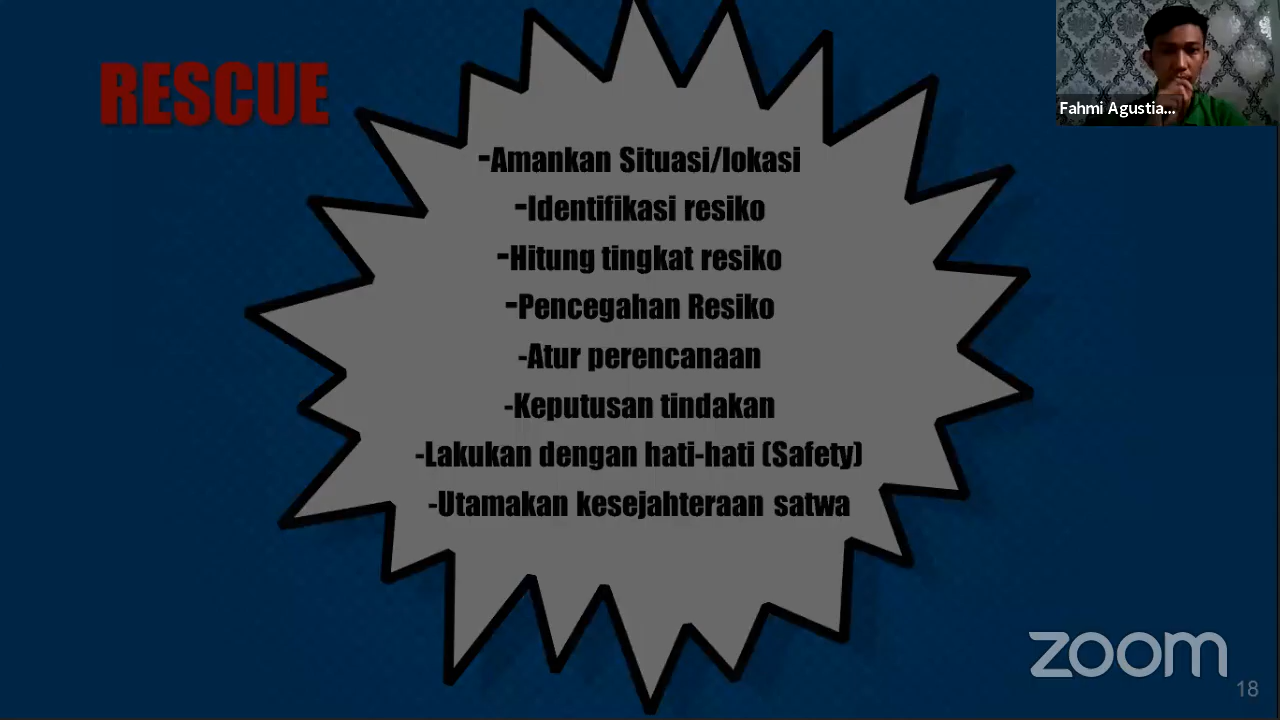 RESCUE
Fahmi Agustia...
-Amankan Situasi/lokasi
-Identifikasi resiko
-Hitung tingkat resiko
-Pencegahan Resiko
-Atur perencanaan
-Keputusan tindakan
-Lakukan dengan hati-hati (Safety)
-Utamakan kesejahteraan satwa
zoom
18